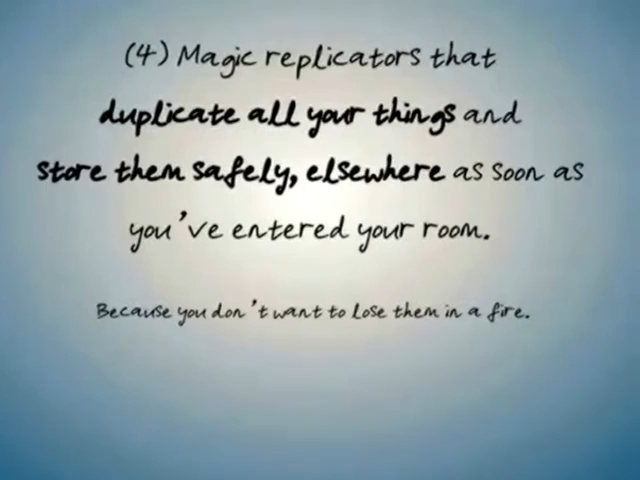 (4) Magic replicators that
duplicate all your things and
store them safely, elsewhere as soon as
you've entered your room.
Because you don't want to lose them in a fire.